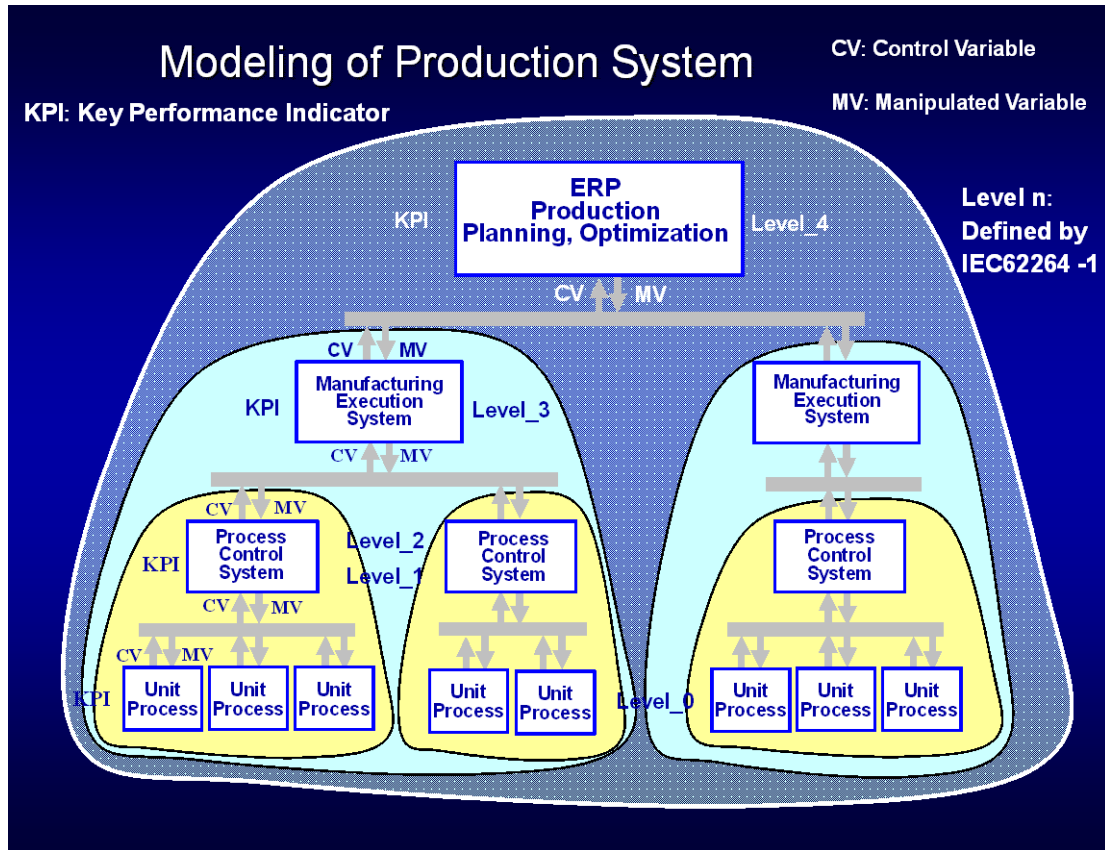 Modeling of Production System
CV: Control Variable
MV: Manipulated Variable
KPI: Key Performance Indicator
Level n:
Defined by
IEC62264 -1
KPI
ERP
Production
Planning, Optimization
Level_4
CV
MV
CV
MV
KPI
Manufacturing
Execution
System
Level_3
Manufacturing
Execution
System
CV
MV
CV
MV
KPI
Process
Control
System
Level_2
Level_1
Process
Control
System
Process
Control
System
CV
MV
CV
MV
KPI
Unit
Process
Unit
Process
Unit
Process
Unit
Process
Unit
Process
Level_0
Unit
Process
Unit
Process
Unit
Process